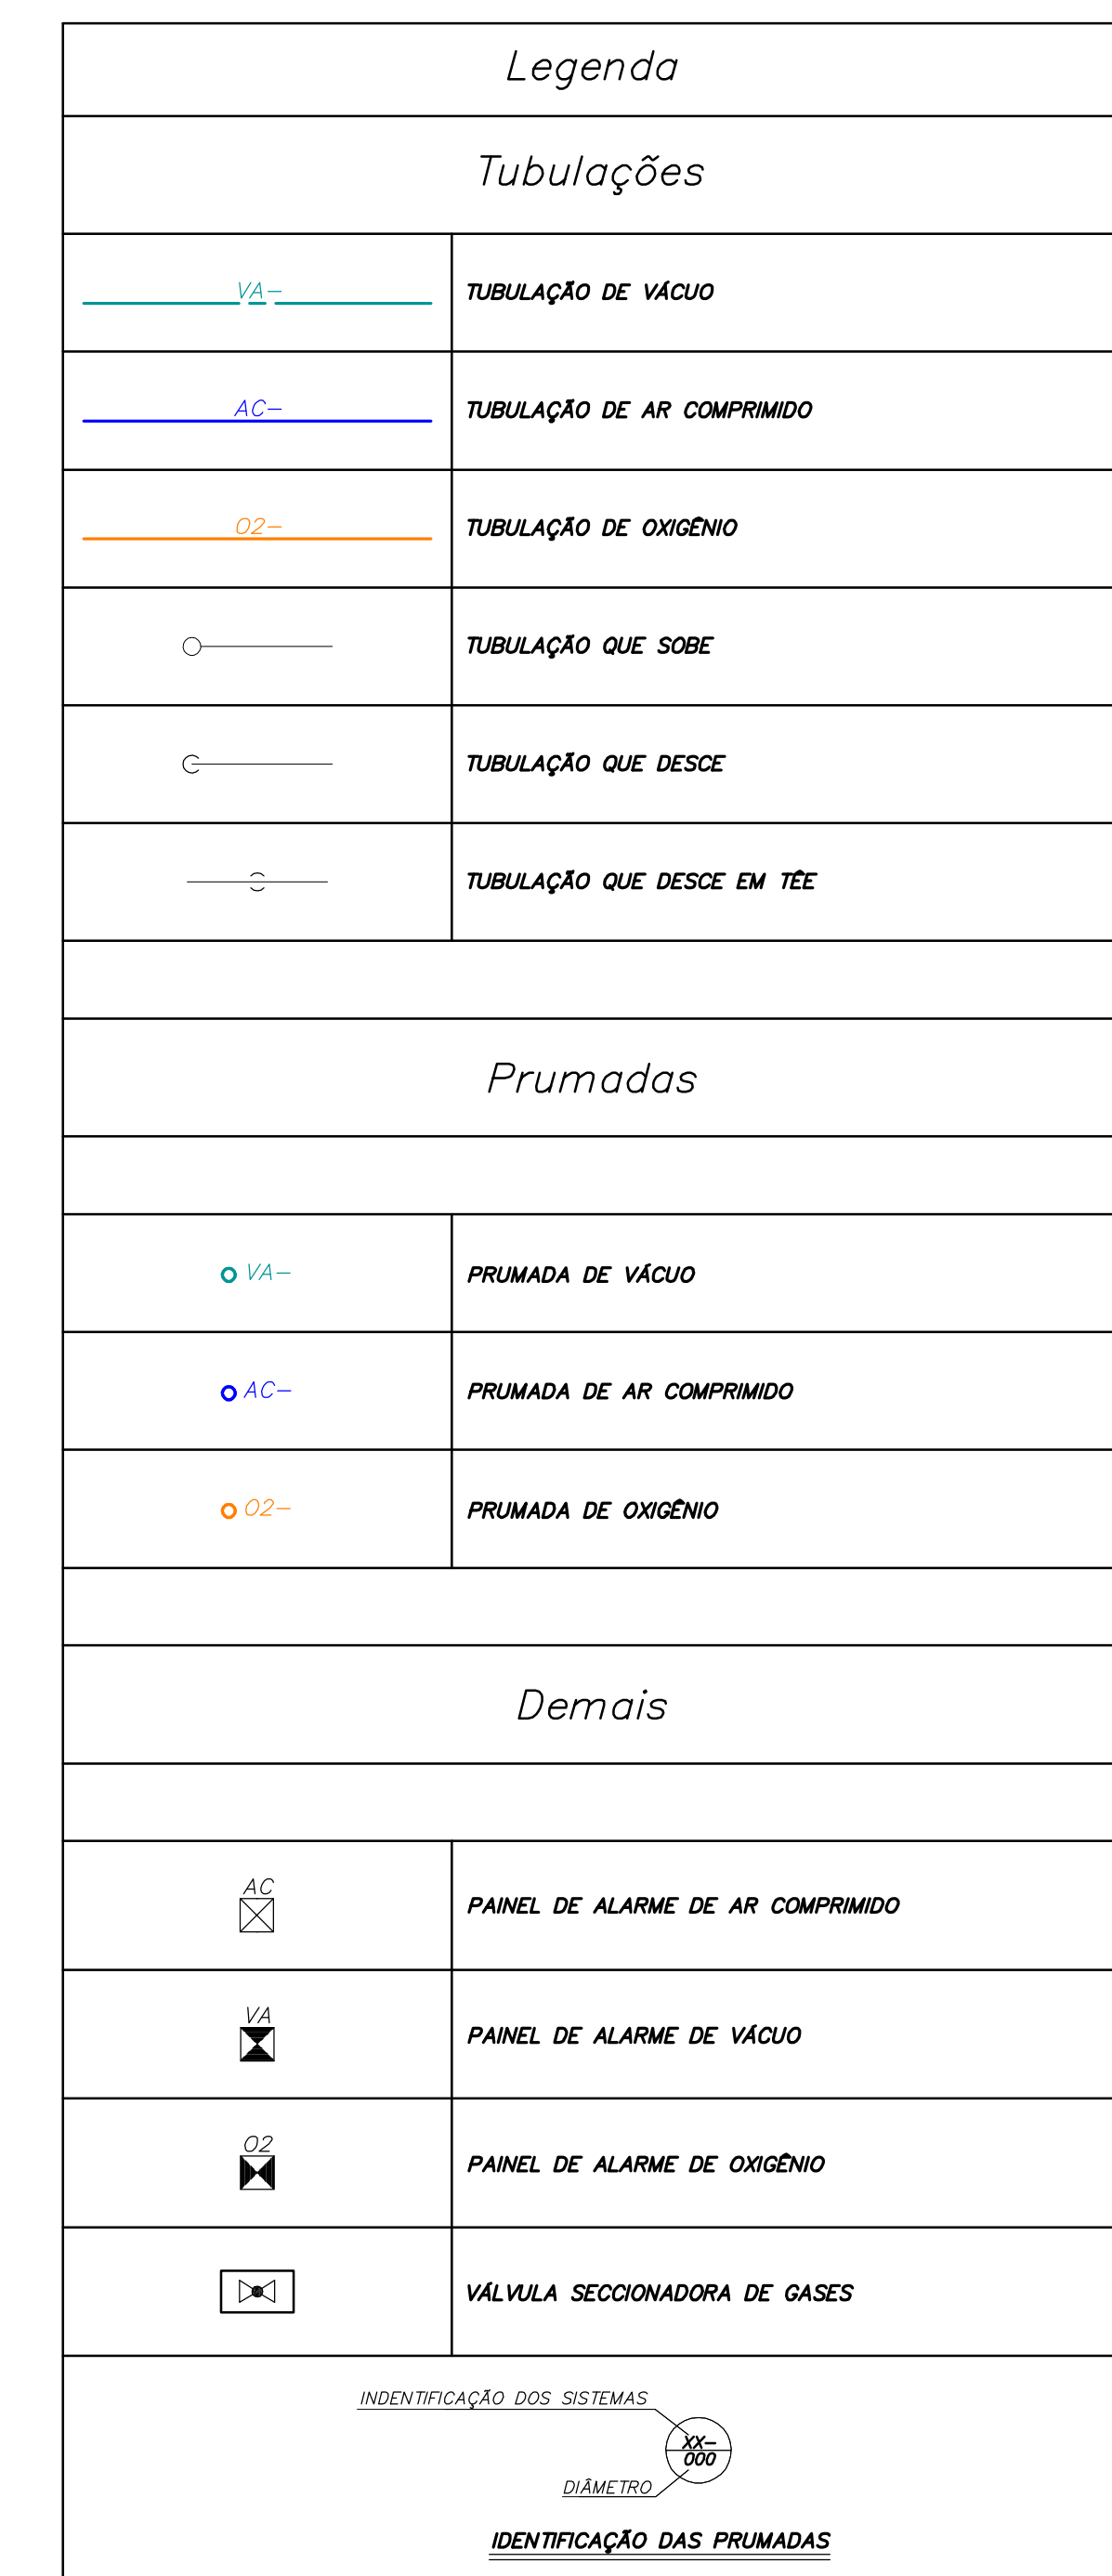 Legenda
Tubulações
VA-
TUBULAÇÃO DE VÁCUO
AC-
TUBULAÇÃO DE AR COMPRIMIDO
O2-
TUBULAÇÃO DE OXIGÊNIO
TUBULAÇÃO QUE SOBE
TUBULAÇÃO QUE DESCE
TUBULAÇÃO QUE DESCE EM TÊE
Prumadas
VA-
PRUMADA DE VÁCUO
AC-
PRUMADA DE AR COMPRIMIDO
O2-
PRUMADA DE OXIGÊNIO
Demais
AC
PAINEL DE ALARME DE AR COMPRIMIDO
VA
PAINEL DE ALARME DE VÁCUO
O2
PAINEL DE ALARME DE OXIGÊNIO
VÁLVULA SECCIONADORA DE GASES
INDENTIFICAÇÃO DOS SISTEMAS
XX-
000
DIÂMETRO
IDENTIFICAÇÃO DAS PRUMADAS